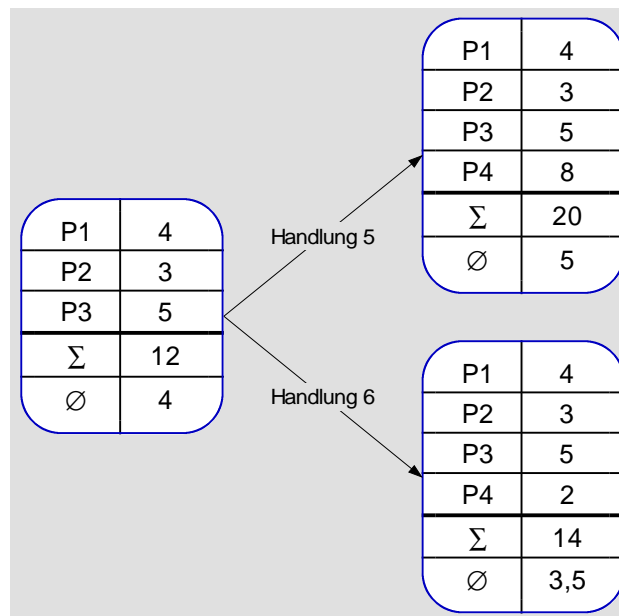 P1 4
P2 3
P3 5
Σ 12
∅ 4
Handlung 5
P1 4
P2 3
P3 5
P4 8
Σ 20
∅ 5
Handlung 6
P1 4
P2 3
P3 5
P4 2
Σ 14
∅ 3,5